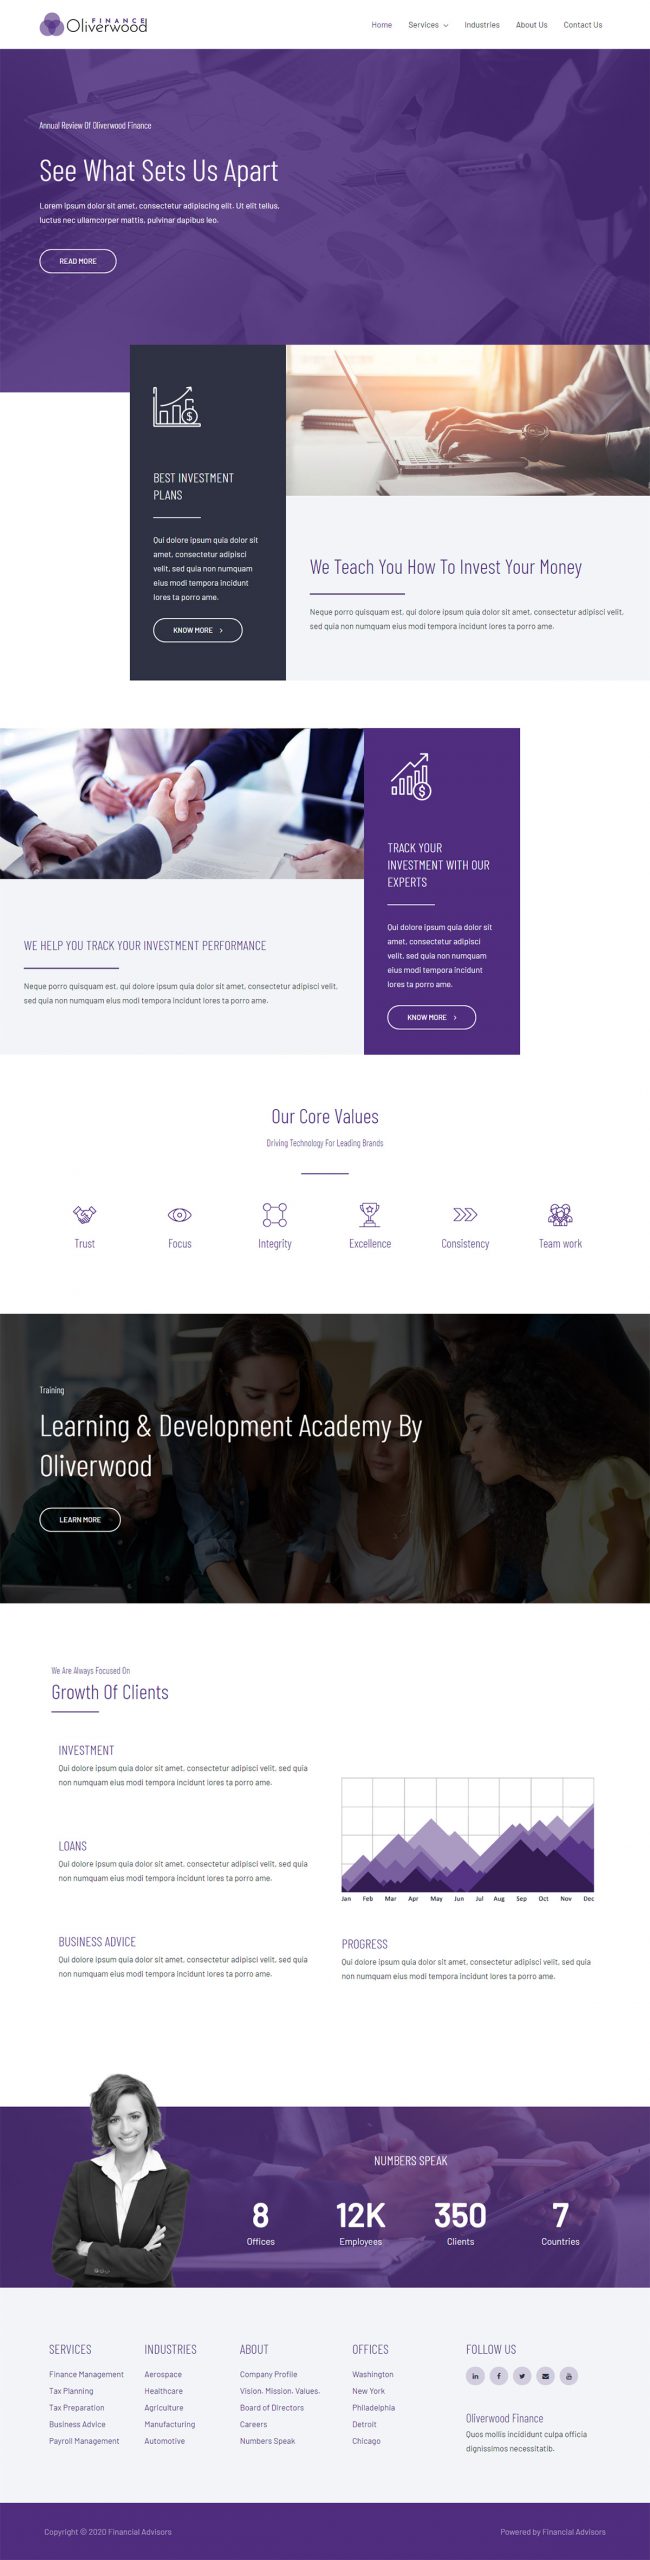 FINANCE
Oliverwood
Home Services Industries About Us Contact Us
Annual Review Of Oliverwood Finance
See What Sets Us Apart
Lorem ipsum dolor sit amet, consectetur adipiscing elit. Ut elit tellus,
luctus nec ullamcorper mattis, pulvinar dapibus leo.
READ MORE
BEST INVESTMENT
PLANS
Qui dolore ipsum quia dolor sit
amet, consectetur adipisci
velit, sed quia non numquam
eius modi tempora incidunt
lores ta porro ame.
KNOW MORE
We Teach You How To Invest Your Money
Neque porro quisquam est, qui dolore ipsum quia dolor sit amet, consectetur adipisci velit,
sed quia non numquam eius modi tempora incidunt lores ta porro ame.
WE HELP YOU TRACK YOUR INVESTMENT PERFORMANCE
Neque porro quisquam est, qui dolore ipsum quia dolor sit amet, consectetur adipisci velit,
sed quia non numquam eius modi tempora incidunt lores ta porro ame.
TRACK YOUR
INVESTMENT WITH OUR
EXPERTS
Qui dolore ipsum quia dolor sit
amet, consectetur adipisci
velit, sed quia non numquam
eius modi tempora incidunt
lores ta porro ame.
KNOW MORE
Our Core Values
Driving Technology For Leading Brands
Trust Focus Integrity Excellence Consistency Team work
Training
Learning & Development Academy By
Oliverwood
LEARN MORE
We Are Always Focused On
Growth Of Clients
INVESTMENT
Qui dolore ipsum quia dolor sit amet, consectetur adipisci velit, sed quia
non numquam eius modi tempora incidunt lores ta porro ame.
LOANS
Qui dolore ipsum quia dolor sit amet, consectetur adipisci velit, sed quia
non numquam eius modi tempora incidunt lores ta porro ame.
BUSINESS ADVICE
Qui dolore ipsum quia dolor sit amet, consectetur adipisci velit, sed quia
non numquam eius modi tempora incidunt lores ta porro ame.
Jan Feb Mar Apr May Jun Jul Aug Sep Oct Nov Dec
PROGRESS
Qui dolore ipsum quia dolor sit amet, consectetur adipisci velit, sed quia
non numquam eius modi tempora incidunt lores ta porro ame.
NUMBERS SPEAK
8 12K 350 7
Offices Employees Clients Countries
SERVICES
Finance Management
Tax Planning
Tax Preparation
Business Advice
Payroll Management
INDUSTRIES
Aerospace
Healthcare
Agriculture
Manufacturing
Automotive
ABOUT
Company Profile
Vision. Mission. Values.
Board of Directors
Careers
Numbers Speak
OFFICES
Washington
New York
Philadelphia
Detroit
Chicago
FOLLOW US
Oliverwood Finance
Quos mollis incididunt culpa officia
dignissimos necessitatib.
Copyright © 2020 Financial Advisors
Powered by Financial Advisors